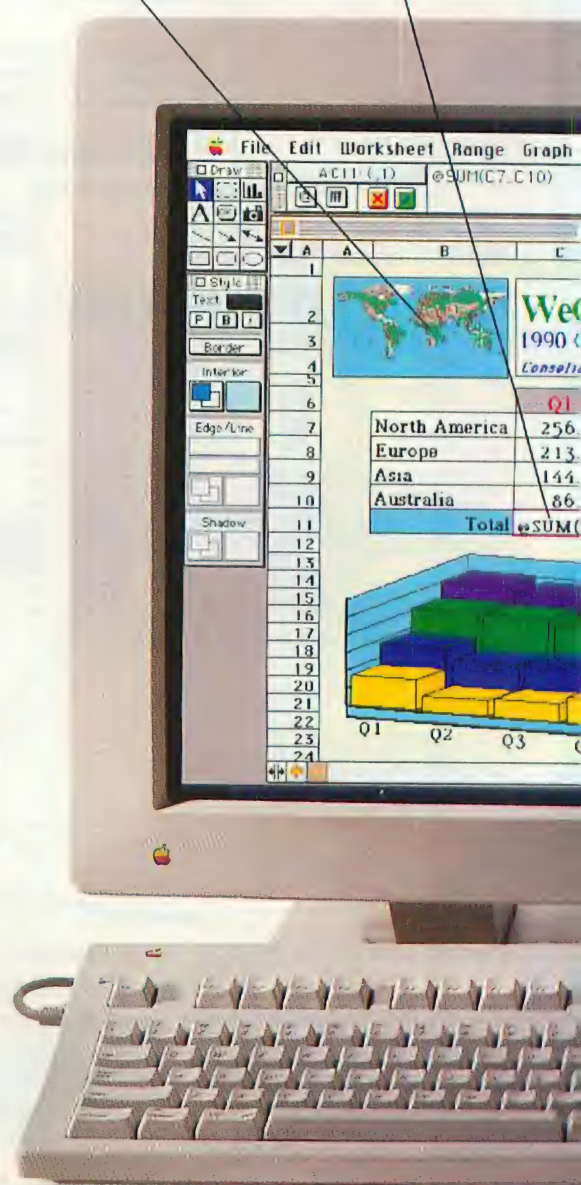 File Edit Worksheet Range Graph
Draw
@SUM(C7..C10)
A A B C
1
2
3
4
5
6
7
8
9
10
11
12
13
14
15
16
17
18
19
20
21
22
23
24
Style
Text
P B
Border
Interior
Edge/Line
Shadow
1990
Q1
North America 256.
Europe 213.
Asia 144.
Australia 86
Total @SUM(
Q1 Q2 Q3